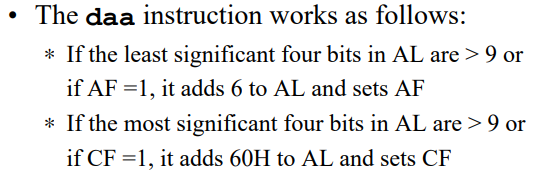 • The daa instruction works as follows:
* If the least significant four bits in AL are > 9 or
if AF =1, it adds 6 to AL and sets AF
* If the most significant four bits in AL are > 9 or
if CF =1, it adds 60H to AL and sets CF